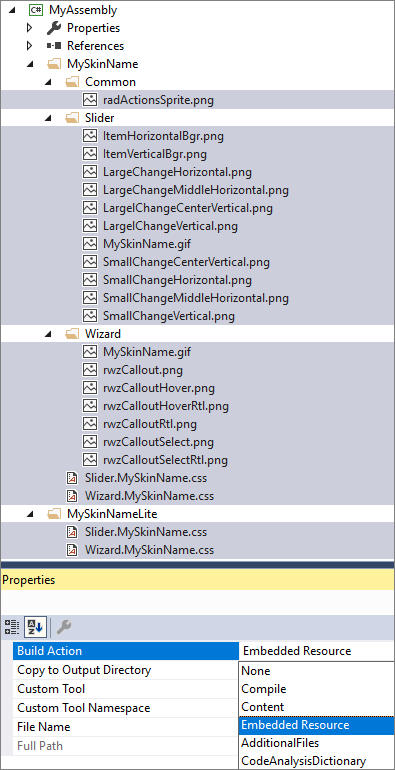 MyAssembly
Properties
References
MySkinName
Common
radActionsSprite.png
Slider
ItemHorizontalBgr.png
ItemVerticalBgr.png
LargeChangeHorizontal.png
LargeChangeMiddleHorizontal.png
LargelChangeCenterVertical.png
LargelChangeVertical.png
MySkinName.gif
SmallChangeCenterVertical.png
SmallChangeHorizontal.png
SmallChangeMiddleHorizontal.png
SmallChangeVertical.png
Wizard
MySkinName.gif
rwzCallout.png
rwzCalloutHover.png
rwzCalloutHoverRtl.png
rwzCalloutRtl.png
rwzCalloutSelect.png
rwzCalloutSelectRtl.png
Slider.MySkinName.css
Wizard.MySkinName.css
MySkinNameLite
Slider.MySkinName.css
Wizard.MySkinName.css
Properties
Build Action Embedded Resource
Copy to Output Directory None
Custom Tool Compile
Custom Tool Namespace Content
File Name Embedded Resource
Full Path AdditionalFiles
CodeAnalysisDictionary